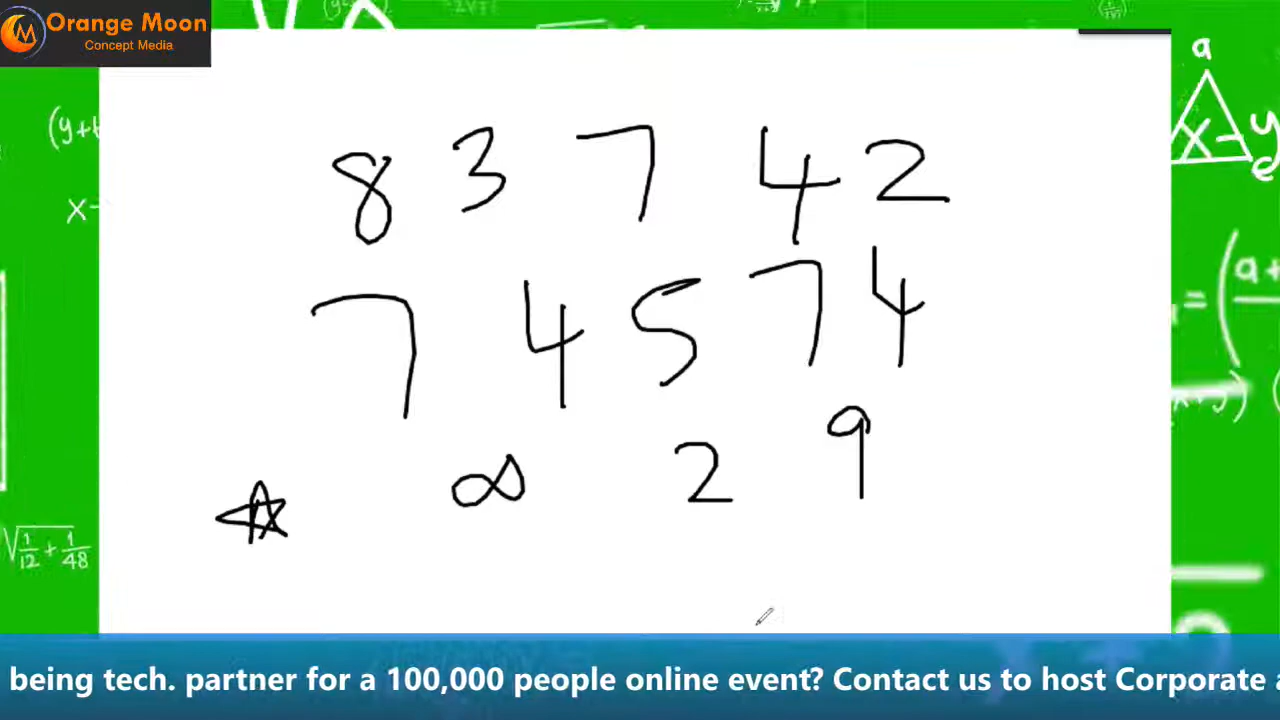 Orange Moon
Concept Media
a
x - y
8 3 7 4 2
7 4 5 7 4
∞ 2 9
being tech. partner for a 100,000 people online event? Contact us to host Corporate